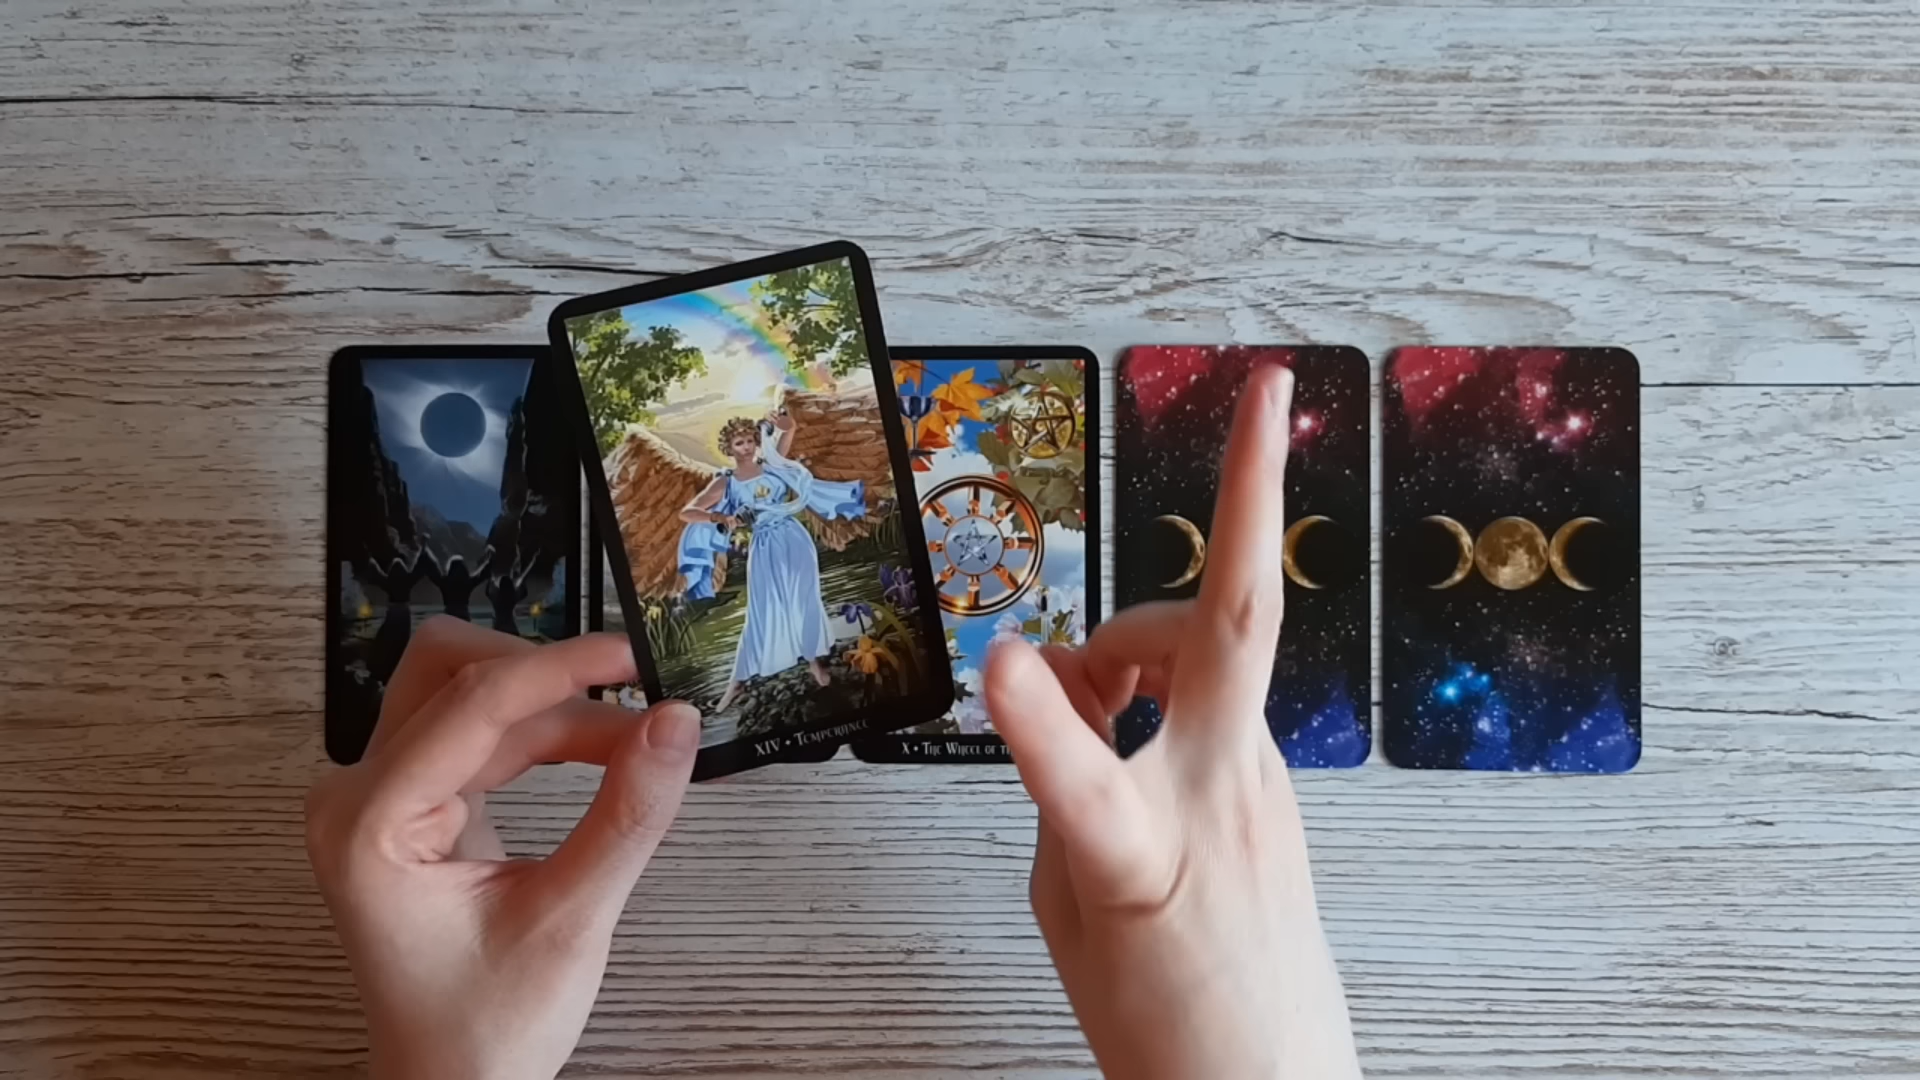 XIV • TEMPERANCE
X • THE WHEEL OF